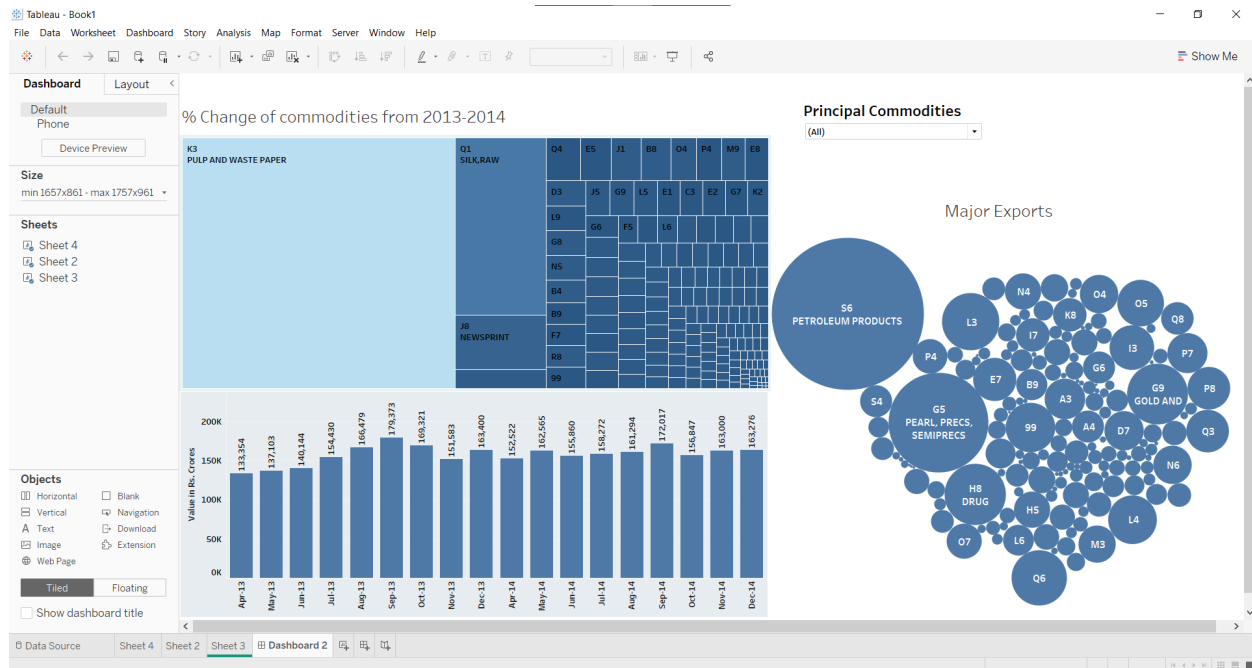 Tableau - Book1
File Data Worksheet Dashboard Story Analysis Map Format Server Window Help
Show Me
Dashboard Layout
Default
Phone
Device Preview
Size
min 1657x861 - max 1757x961
Sheets
Sheet 4
Sheet 2
Sheet 3
Objects
Horizontal Blank
Vertical Navigation
Text Download
Image Extension
Web Page
Tiled Floating
Show dashboard title
% Change of commodities from 2013-2014
K3
PULP AND WASTE PAPER
Q1
SILK,RAW
J8
NEWSPRINT
Q4 E5 J1 B8 O4 P4 M9 E8
D3 J5 G9 L5 E1 C3 E2 G7 K2
L9
G6 F5 L6
G8
N5
B4
B9
F7
R8
99
Value in Rs. Crores
200K
150K
100K
50K
0K
133,354 137,103 140,144 154,430 166,479 179,373 169,321 151,583 163,400 152,522 162,565 155,860 158,272 161,294 172,017 156,847 163,000 163,276
Apr-13 May-13 Jun-13 Jul-13 Aug-13 Sep-13 Oct-13 Nov-13 Dec-13 Apr-14 May-14 Jun-14 Jul-14 Aug-14 Sep-14 Oct-14 Nov-14 Dec-14
Principal Commodities
(All)
Major Exports
S6
PETROLEUM PRODUCTS
N4 O4 O5
L3 K8 Q8
I7 I3 P7
P4 G6
E7 B9 P8
G9
GOLD AND
S4 A3
G5
PEARL, PRECS,
SEMIPRECS
99 A4 D7 Q3
N6
H8
DRUG
H5 L4
O7 L6 M3
Q6
Data Source Sheet 4 Sheet 2 Sheet 3 Dashboard 2